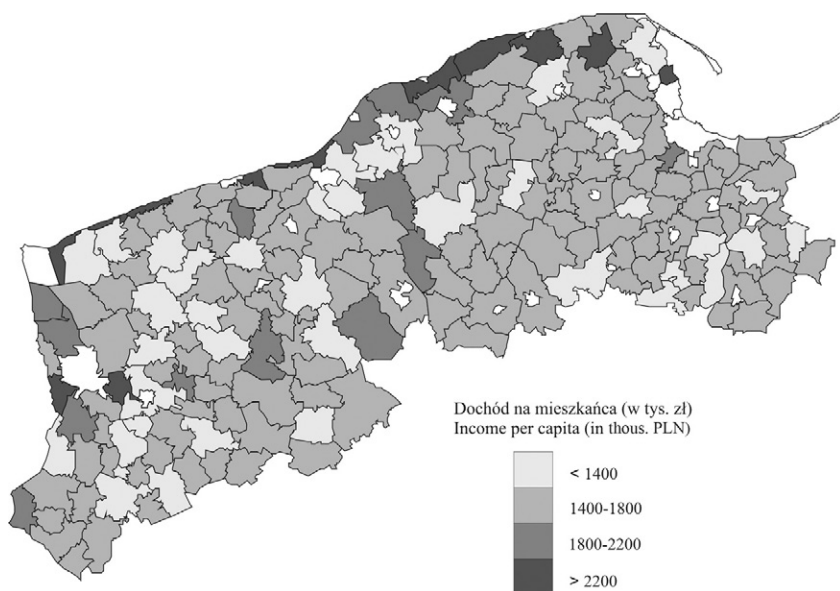 Dochód na mieszkańca (w tys. zł)
Income per capita (in thous. PLN)
< 1400
1400-1800
1800-2200
> 2200